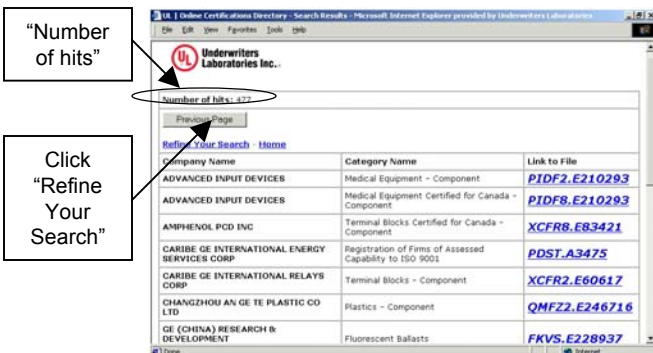 “Number
of hits”
Click
“Refine
Your
Search”
UL | Online Certifications Directory - Search Results - Microsoft Internet Explorer provided by Underwriters Laboratories
File Edit View Favorites Tools Help
UL Underwriters
Laboratories Inc.
Number of hits: 477
Previous Page
Refine Your Search - Home
Company Name Category Name Link to File
ADVANCED INPUT DEVICES Medical Equipment - Component PIDF2.E210293
ADVANCED INPUT DEVICES Medical Equipment Certified for Canada - Component PIDF8.E210293
AMPHENOL PCD INC Terminal Blocks Certified for Canada - Component XCFR8.E83421
CARIBE GE INTERNATIONAL ENERGY SERVICES CORP Registration of Firms of Assessed Capability to ISO 9001 PDST.A3475
CARIBE GE INTERNATIONAL RELAYS CORP Terminal Blocks - Component XCFR2.E60617
CHANGZHOU AN GE TE PLASTIC CO LTD Plastics - Component QMFZ2.E246716
GE (CHINA) RESEARCH & DEVELOPMENT Fluorescent Ballasts FKVS.E228937
Done Internet